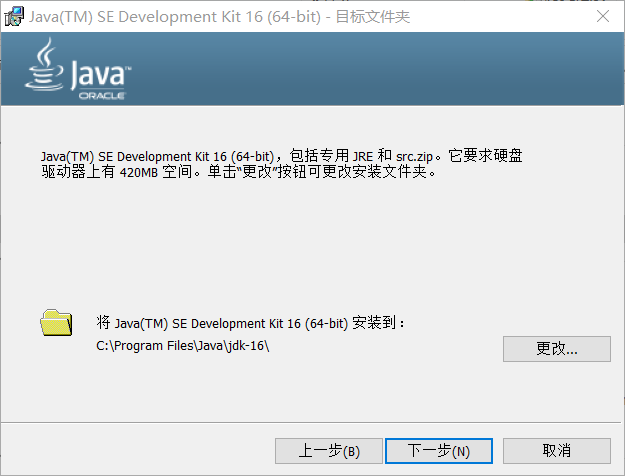 Java(TM) SE Development Kit 16 (64-bit) - 目标文件夹
Java™
ORACLE
Java(TM) SE Development Kit 16 (64-bit)，包括专用 JRE 和 src.zip。它要求硬盘
驱动器上有 420MB 空间。单击“更改”按钮可更改安装文件夹。
将 Java(TM) SE Development Kit 16 (64-bit) 安装到：
C:\Program Files\Java\jdk-16\
更改...
上一步(B)
下一步(N)
取消